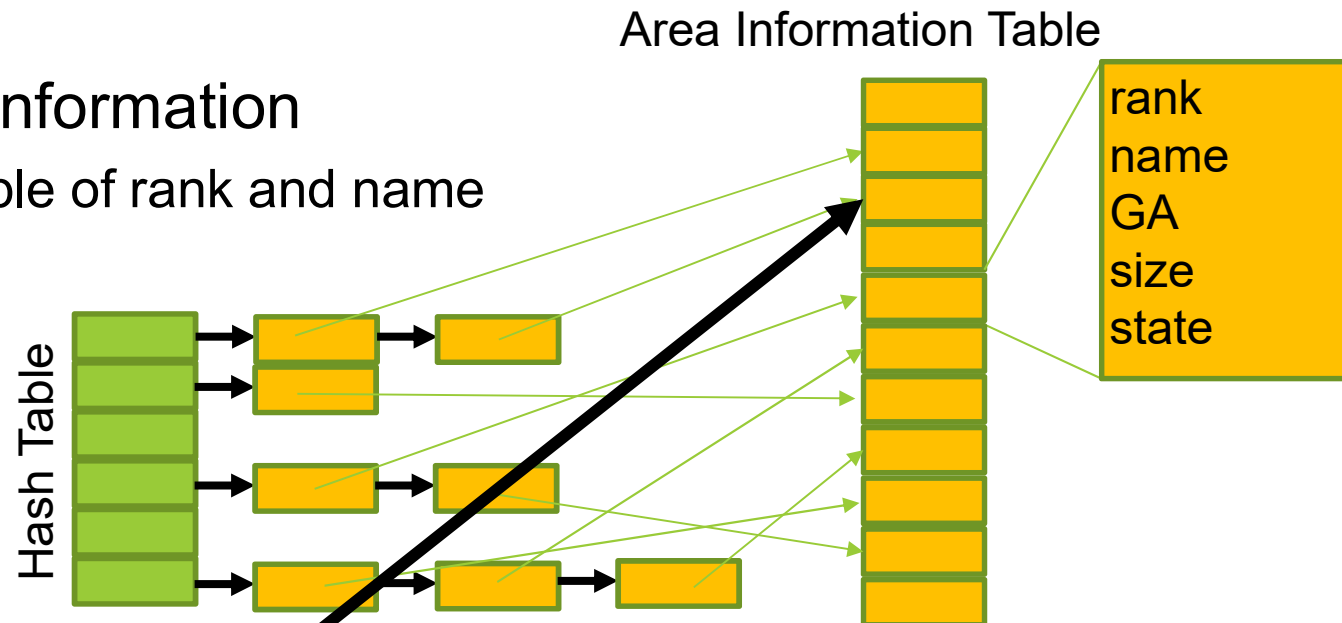 Area Information Table
nformation
ble of rank and name
rank
name
GA
size
state
Hash Table